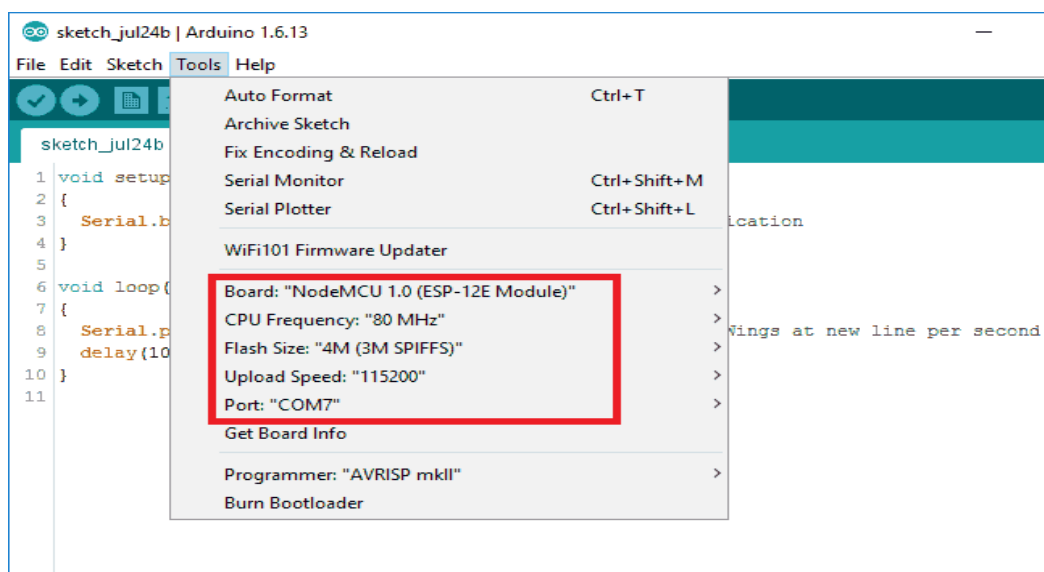 sketch_jul24b | Arduino 1.6.13
File Edit Sketch Tools Help
Auto Format Ctrl+T
Archive Sketch
Fix Encoding & Reload
Serial Monitor Ctrl+Shift+M
Serial Plotter Ctrl+Shift+L
WiFi101 Firmware Updater
Board: "NodeMCU 1.0 (ESP-12E Module)"
CPU Frequency: "80 MHz"
Flash Size: "4M (3M SPIFFS)"
Upload Speed: "115200"
Port: "COM7"
Get Board Info
Programmer: "AVRISP mkII"
Burn Bootloader
sketch_jul24b
1 void setup
2 {
3 Serial.b ication
4 }
5
6 void loop(
7 {
8 Serial.p Wings at new line per second
9 delay(10
10 }
11